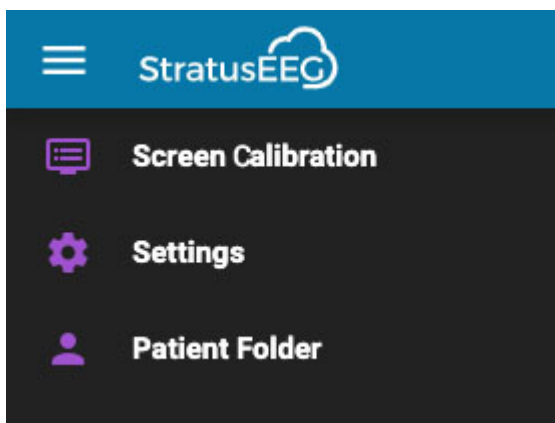 StratusEEG
Screen Calibration
Settings
Patient Folder